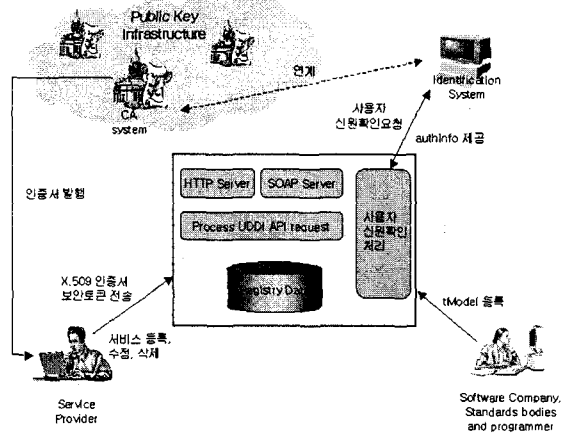 Public Key
Infrastructure
CA
system
연계
Identification
System
사용자
신원확인요청
authInfo 제공
인증서 발행
HTTP Server
SOAP Server
Process UDDI API request
사용자
신원확인
처리
X.509 인증서
보안토큰 전송
서비스 등록,
수정, 삭제
tModel 등록
Service
Provider
Software Company,
Standards bodies
and programmer